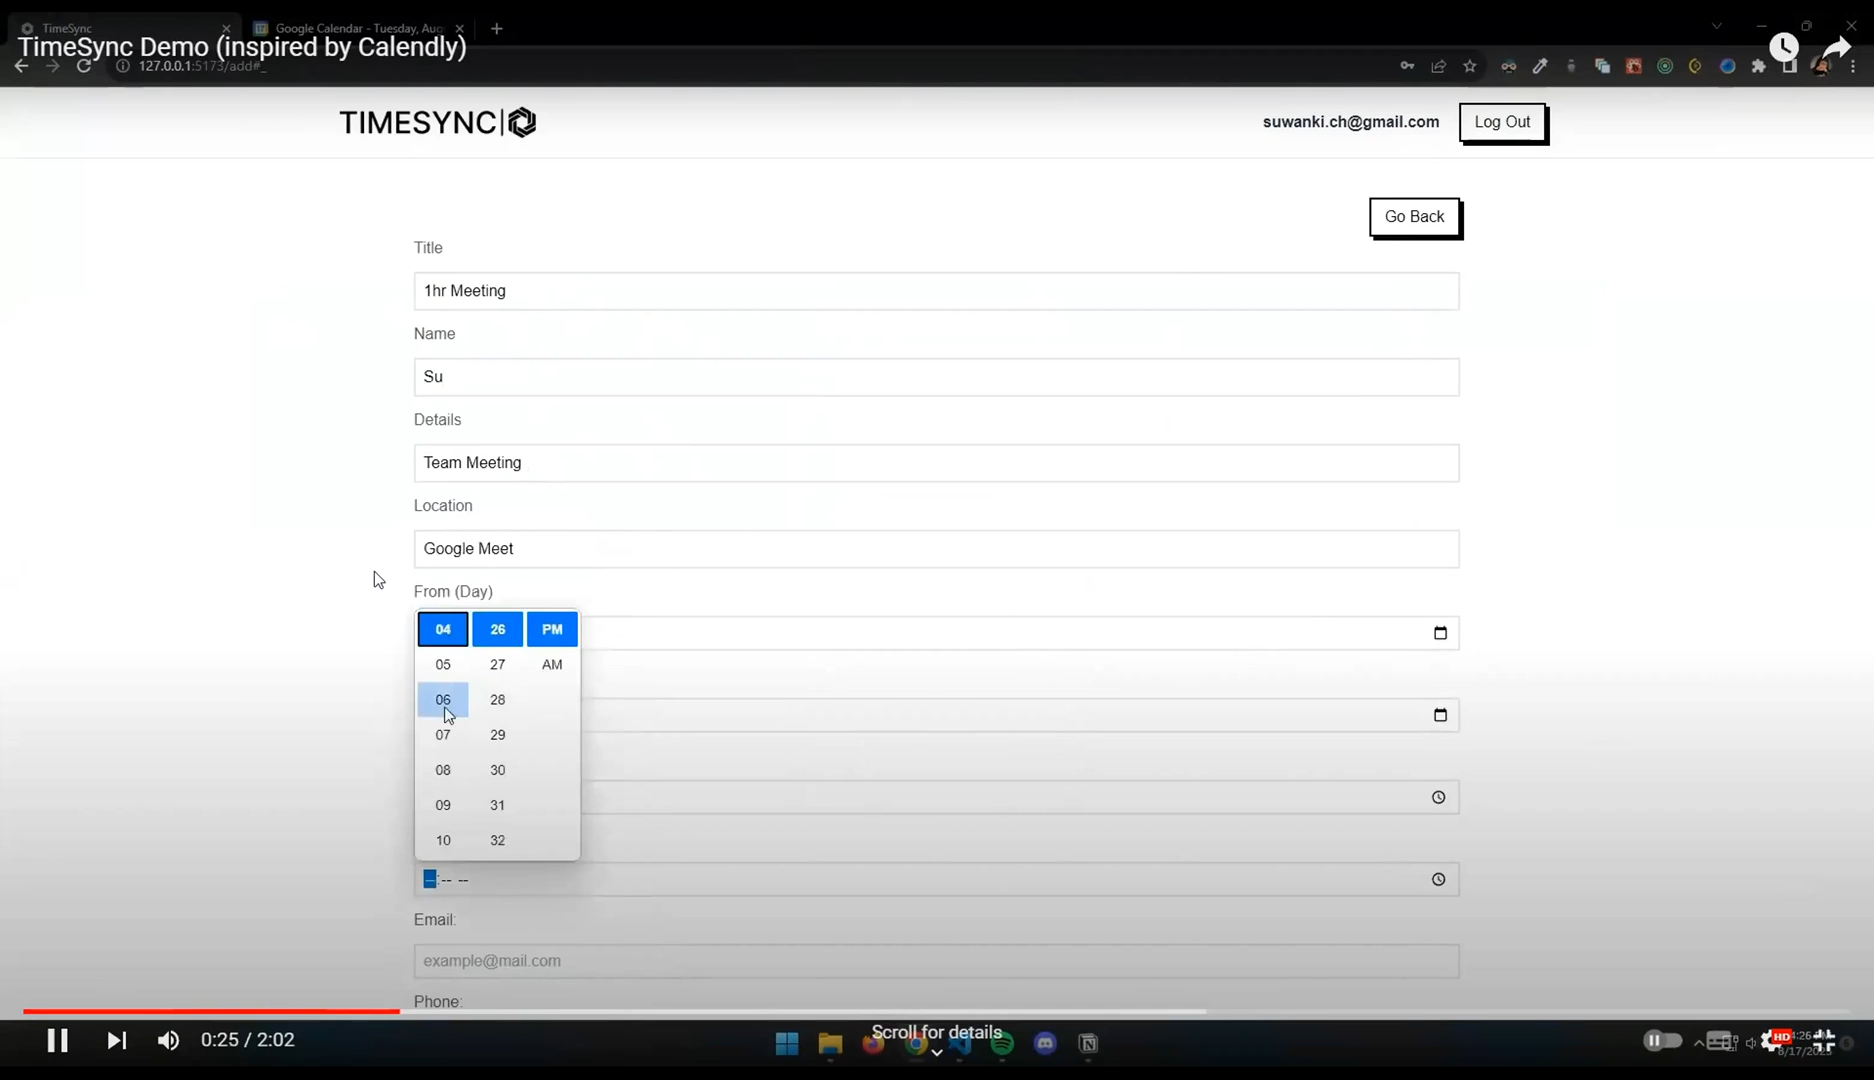 TimeSync
Google Calendar - Tuesday, Au
TimeSync Demo (inspired by Calendly)
127.0.0.1:5173/add#_
TIMESYNC
suwanki.ch@gmail.com
Log Out
Go Back
Title
1hr Meeting
Name
Su
Details
Team Meeting
Location
Google Meet
From (Day)
04 26 PM
05 27 AM
06 28
07 29
08 30
09 31
10 32
--:-- --
Email:
example@mail.com
Phone:
0:25 / 2:02
Scroll for details
HD